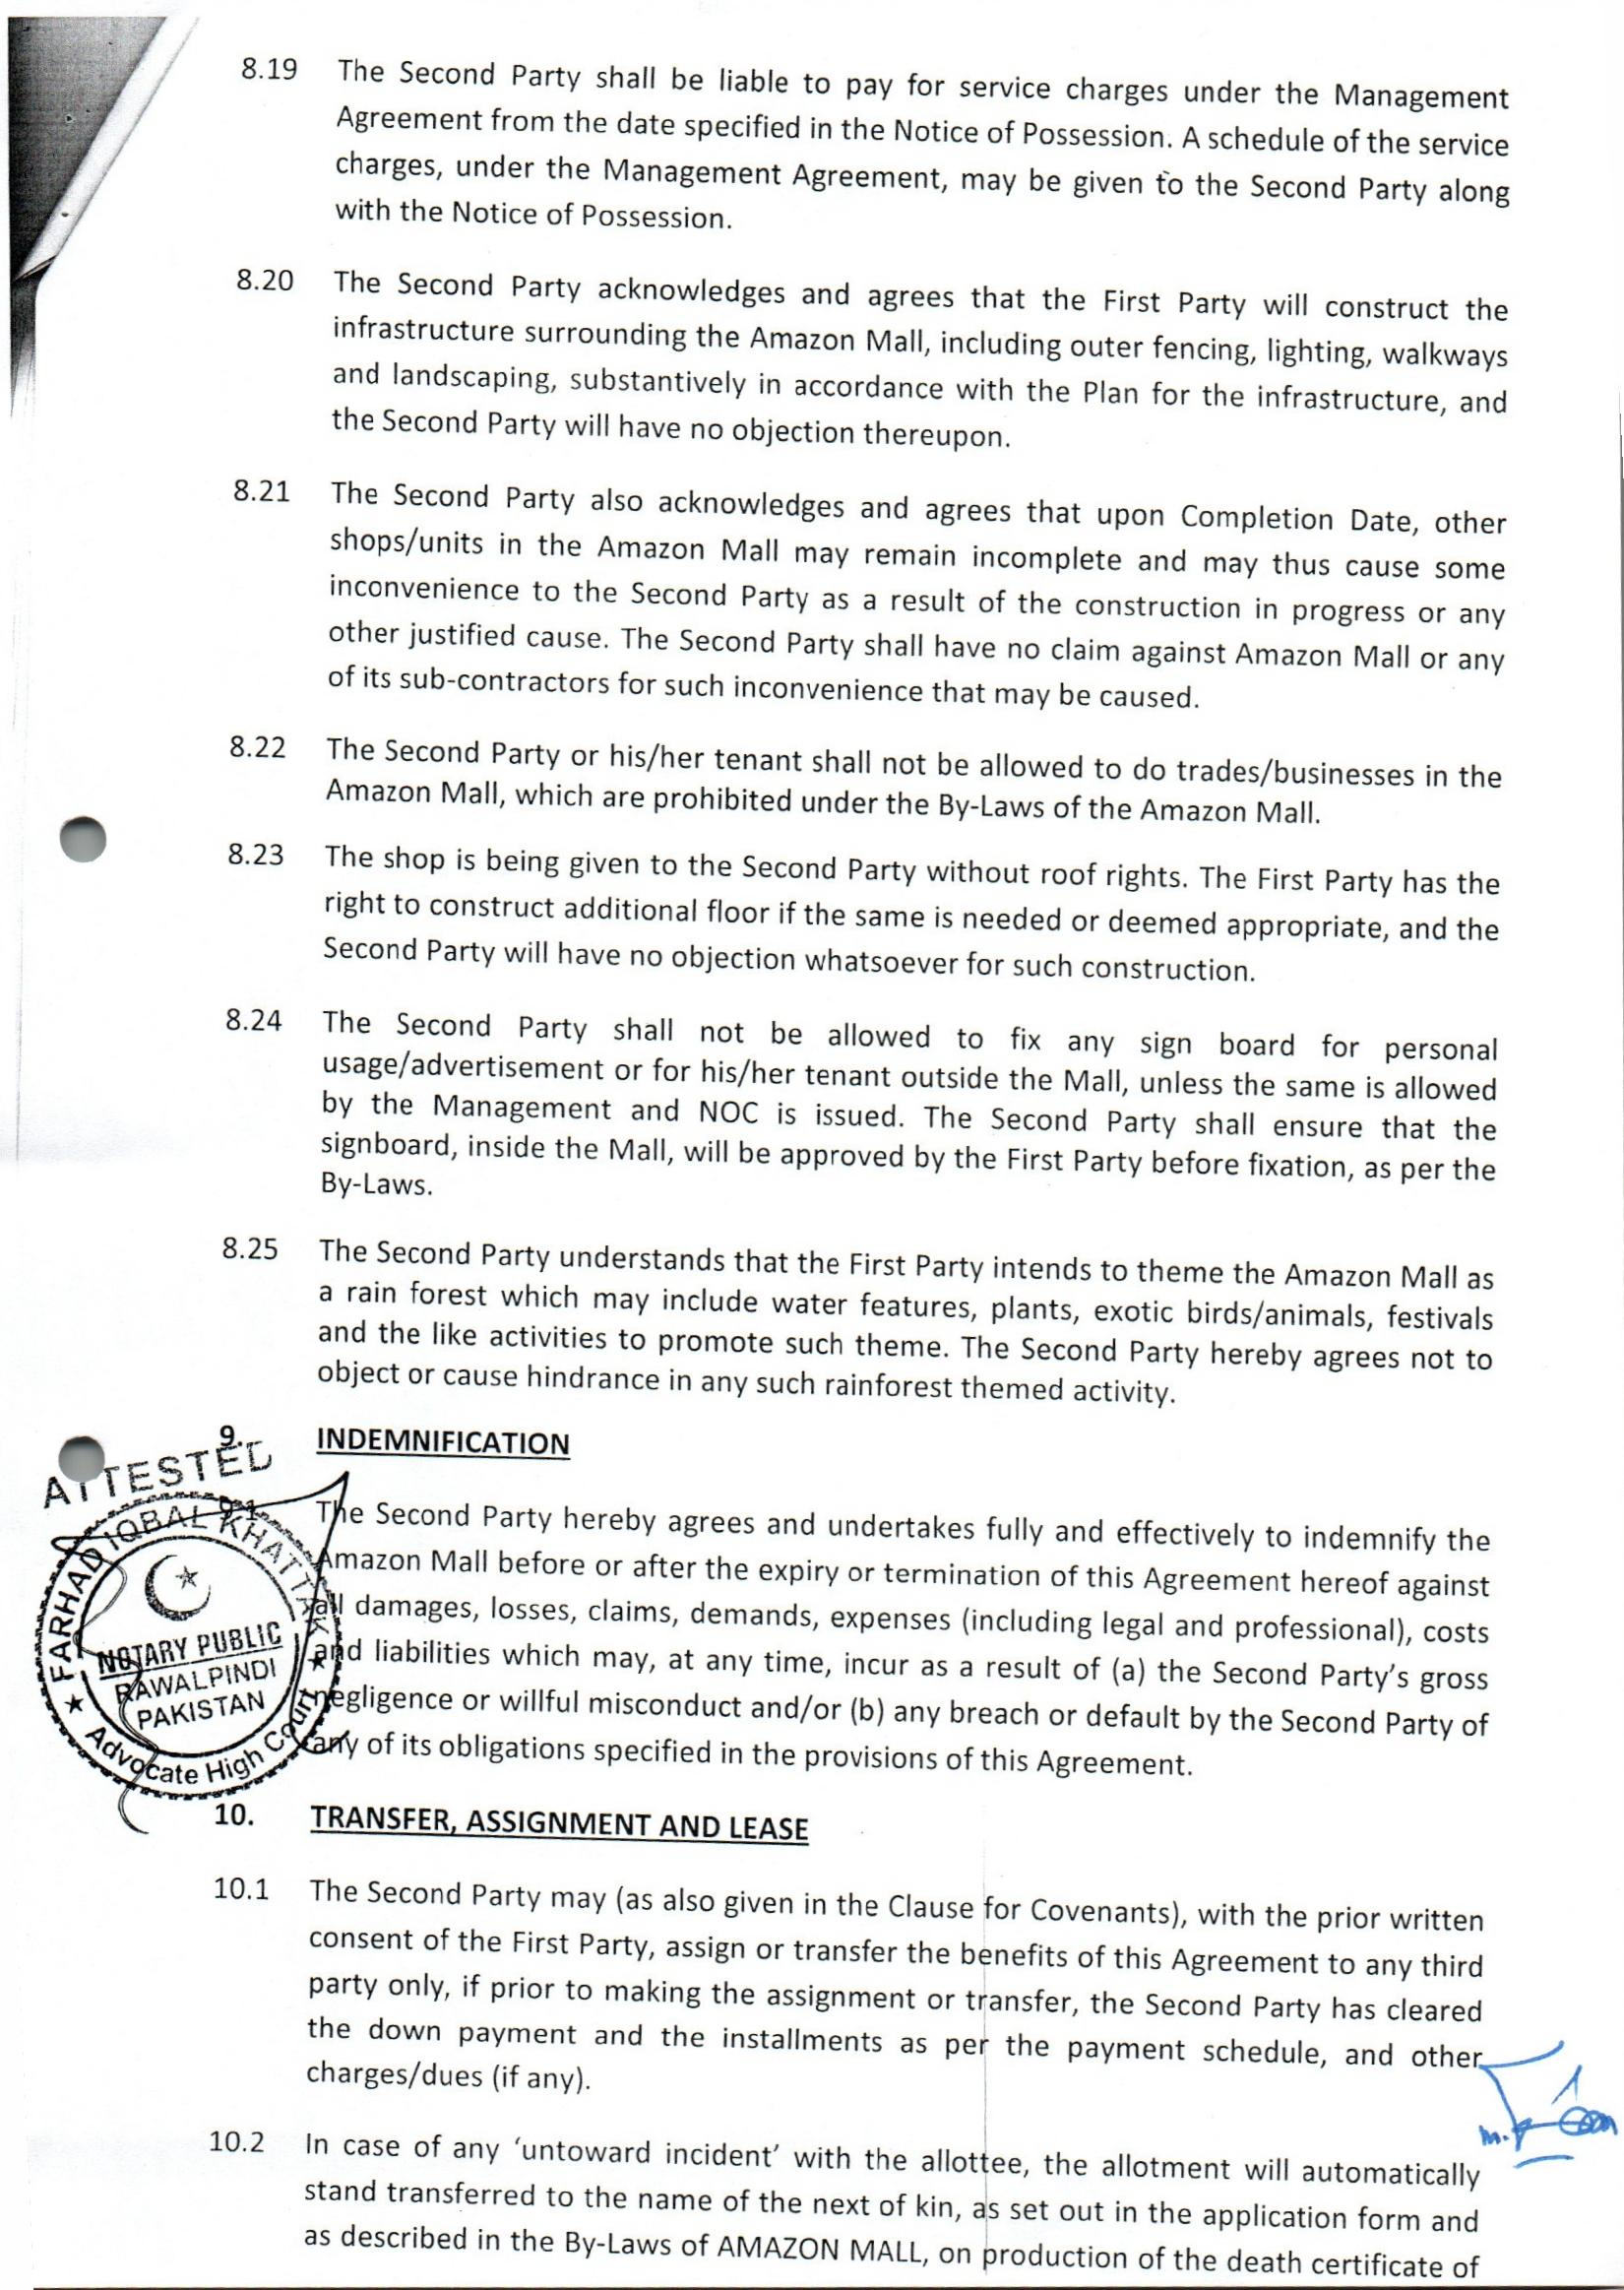 8.19 The Second Party shall be liable to pay for service charges under the Management
Agreement from the date specified in the Notice of Possession. A schedule of the service
charges, under the Management Agreement, may be given to the Second Party along
with the Notice of Possession.
8.20 The Second Party acknowledges and agrees that the First Party will construct the
infrastructure surrounding the Amazon Mall, including outer fencing, lighting, walkways
and landscaping, substantively in accordance with the Plan for the infrastructure, and
the Second Party will have no objection thereupon.
8.21 The Second Party also acknowledges and agrees that upon Completion Date, other
shops/units in the Amazon Mall may remain incomplete and may thus cause some
inconvenience to the Second Party as a result of the construction in progress or any
other justified cause. The Second Party shall have no claim against Amazon Mall or any
of its sub-contractors for such inconvenience that may be caused.
8.22 The Second Party or his/her tenant shall not be allowed to do trades/businesses in the
Amazon Mall, which are prohibited under the By-Laws of the Amazon Mall.
8.23 The shop is being given to the Second Party without roof rights. The First Party has the
right to construct additional floor if the same is needed or deemed appropriate, and the
Second Party will have no objection whatsoever for such construction.
8.24 The Second Party shall not be allowed to fix any sign board for personal
usage/advertisement or for his/her tenant outside the Mall, unless the same is allowed
by the Management and NOC is issued. The Second Party shall ensure that the
signboard, inside the Mall, will be approved by the First Party before fixation, as per the
By-Laws.
8.25 The Second Party understands that the First Party intends to theme the Amazon Mall as
a rain forest which may include water features, plants, exotic birds/animals, festivals
and the like activities to promote such theme. The Second Party hereby agrees not to
object or cause hindrance in any such rainforest themed activity.
9. INDEMNIFICATION
9.1 The Second Party hereby agrees and undertakes fully and effectively to indemnify the
Amazon Mall before or after the expiry or termination of this Agreement hereof against
all damages, losses, claims, demands, expenses (including legal and professional), costs
and liabilities which may, at any time, incur as a result of (a) the Second Party's gross
negligence or willful misconduct and/or (b) any breach or default by the Second Party of
any of its obligations specified in the provisions of this Agreement.
ATTESTED
FARHAD IQBAL KHATTAK
NOTARY PUBLIC
RAWALPINDI
PAKISTAN
Advocate High Court
10. TRANSFER, ASSIGNMENT AND LEASE
10.1 The Second Party may (as also given in the Clause for Covenants), with the prior written
consent of the First Party, assign or transfer the benefits of this Agreement to any third
party only, if prior to making the assignment or transfer, the Second Party has cleared
the down payment and the installments as per the payment schedule, and other
charges/dues (if any).
10.2 In case of any 'untoward incident' with the allottee, the allotment will automatically
stand transferred to the name of the next of kin, as set out in the application form and
as described in the By-Laws of AMAZON MALL, on production of the death certificate of